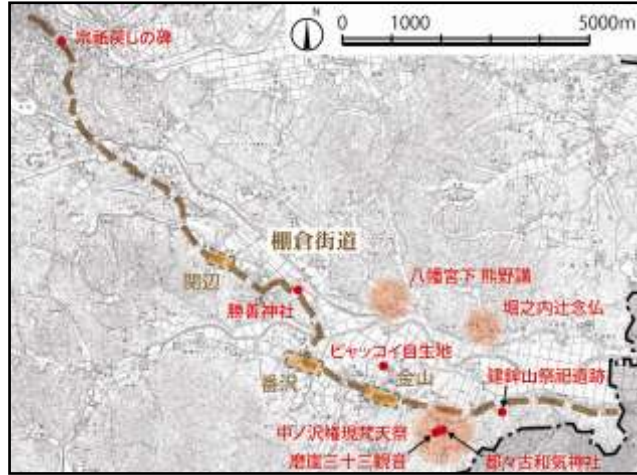 N
0 1000 5000m
宗祇戻しの碑
棚倉街道
関辺
八幡宮下 熊野講
勝善神社
堀之内辻念仏
ビャッコイ自生地
番沢
金山
建鉾山祭祀遺跡
中ノ沢権現梵天祭
磨崖三十三観音
都々古和気神社